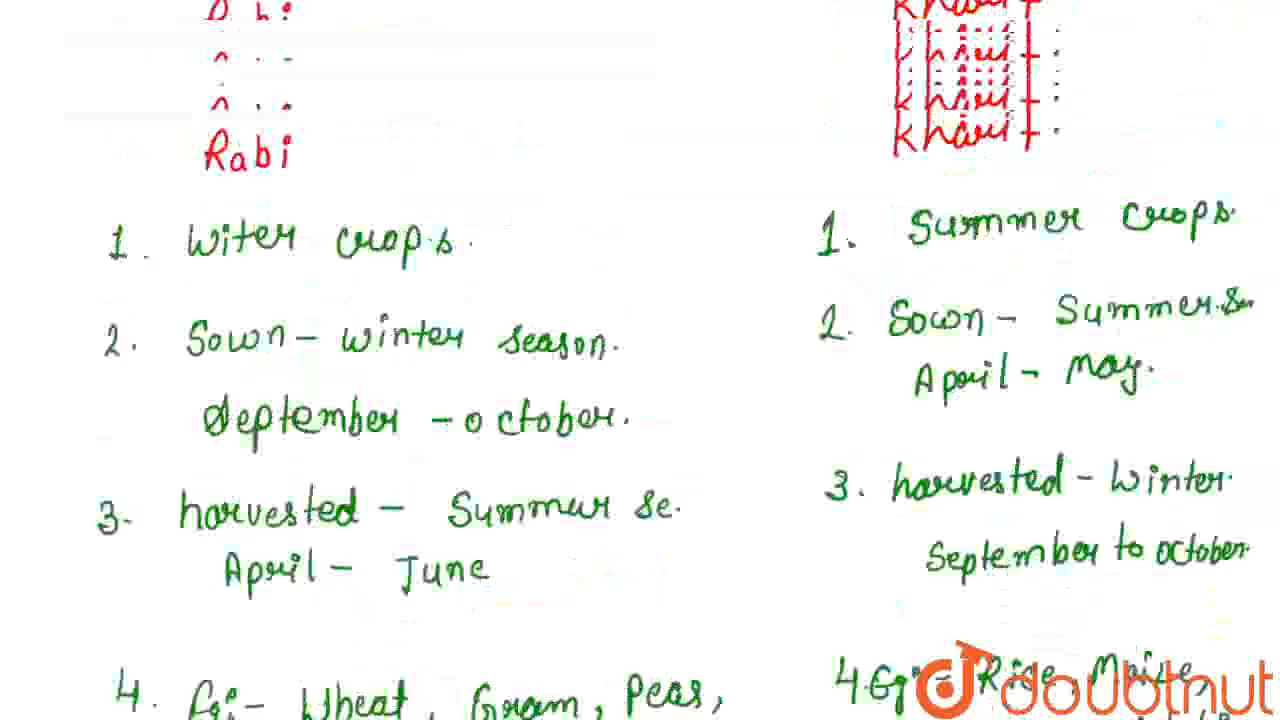 Rabi
Kharif :
1. Witer crops.
1. Summer crops.
2. Sown - winter season.
2. Sown - Summer Se
September - october.
April - May.
3. harvested - Summer Se.
3. harvested - Winter.
April - June
September to october.
4. Eg:- Wheat, Gram, Peas,
4. Eg:- Rice, Maize,
doubtnut